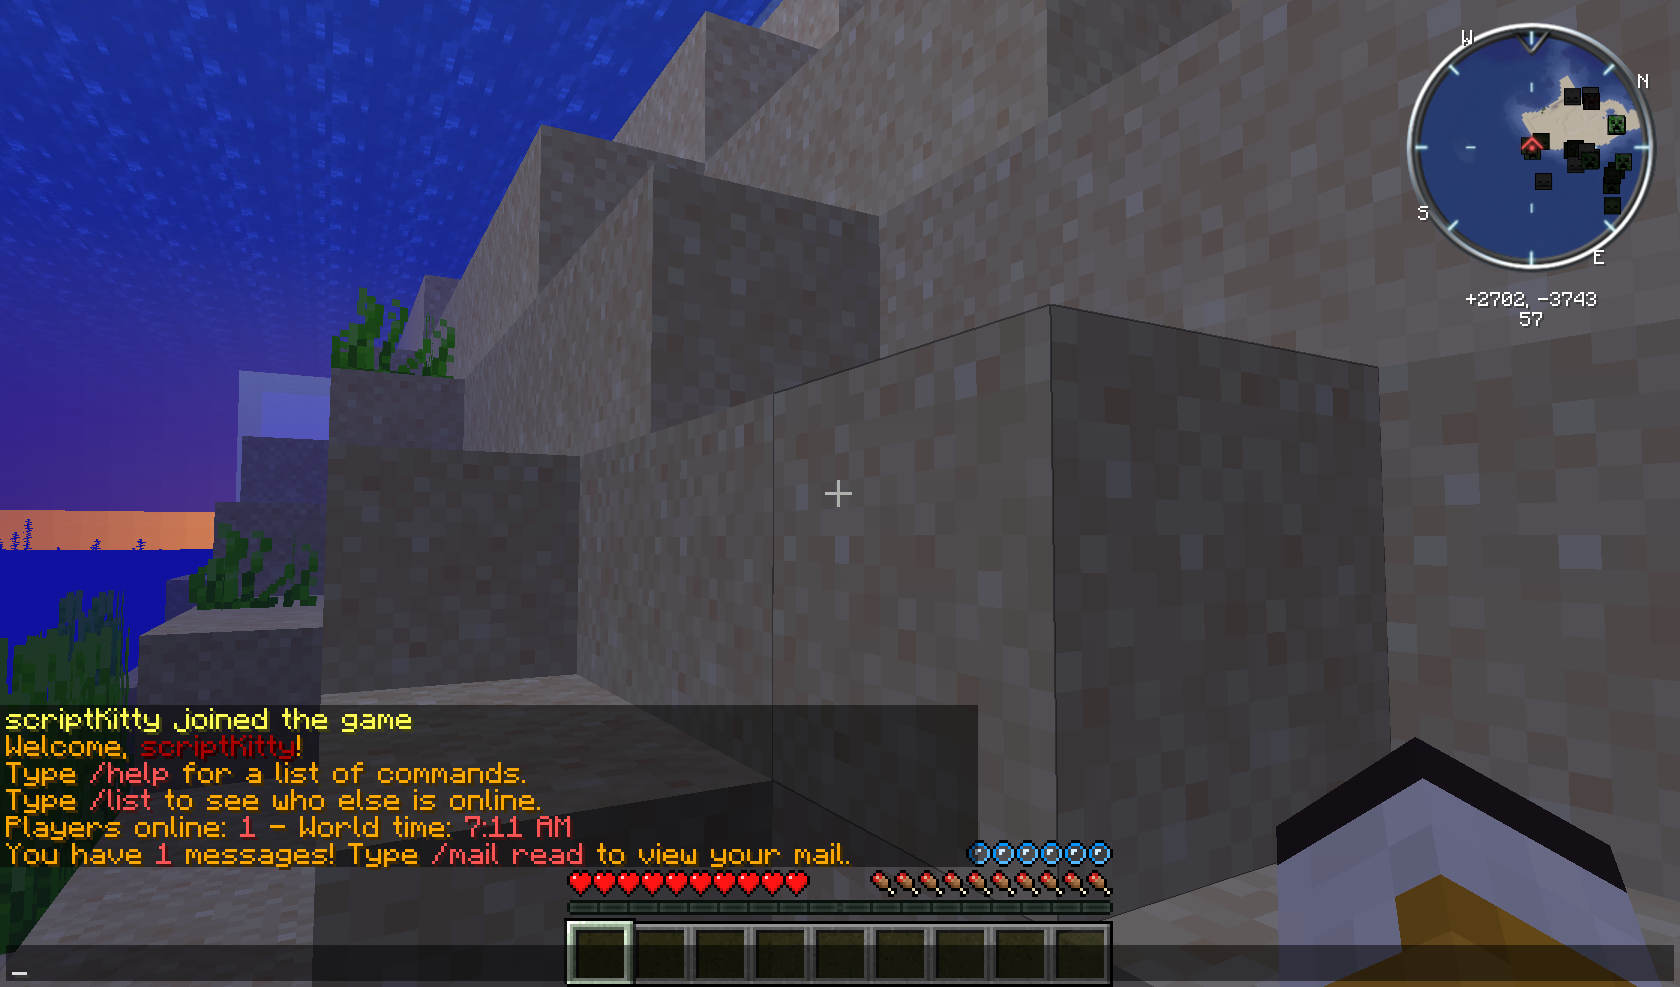 W
N
S
E
+2702, -3743
57
scriptKitty joined the game
Welcome, scriptKitty!
Type /help for a list of commands.
Type /list to see who else is online.
Players online: 1 - World time: 7:11 AM
You have 1 messages! Type /mail read to view your mail.
_